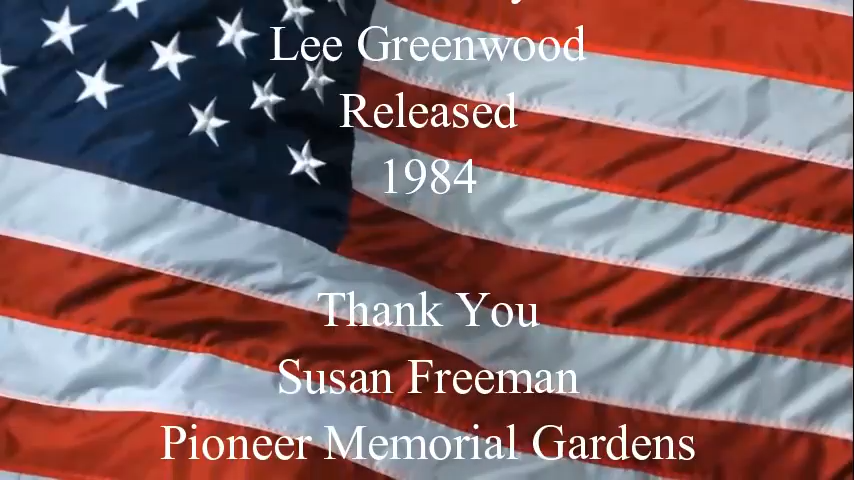 Lee Greenwood
Released
1984
Thank You
Susan Freeman
Pioneer Memorial Gardens